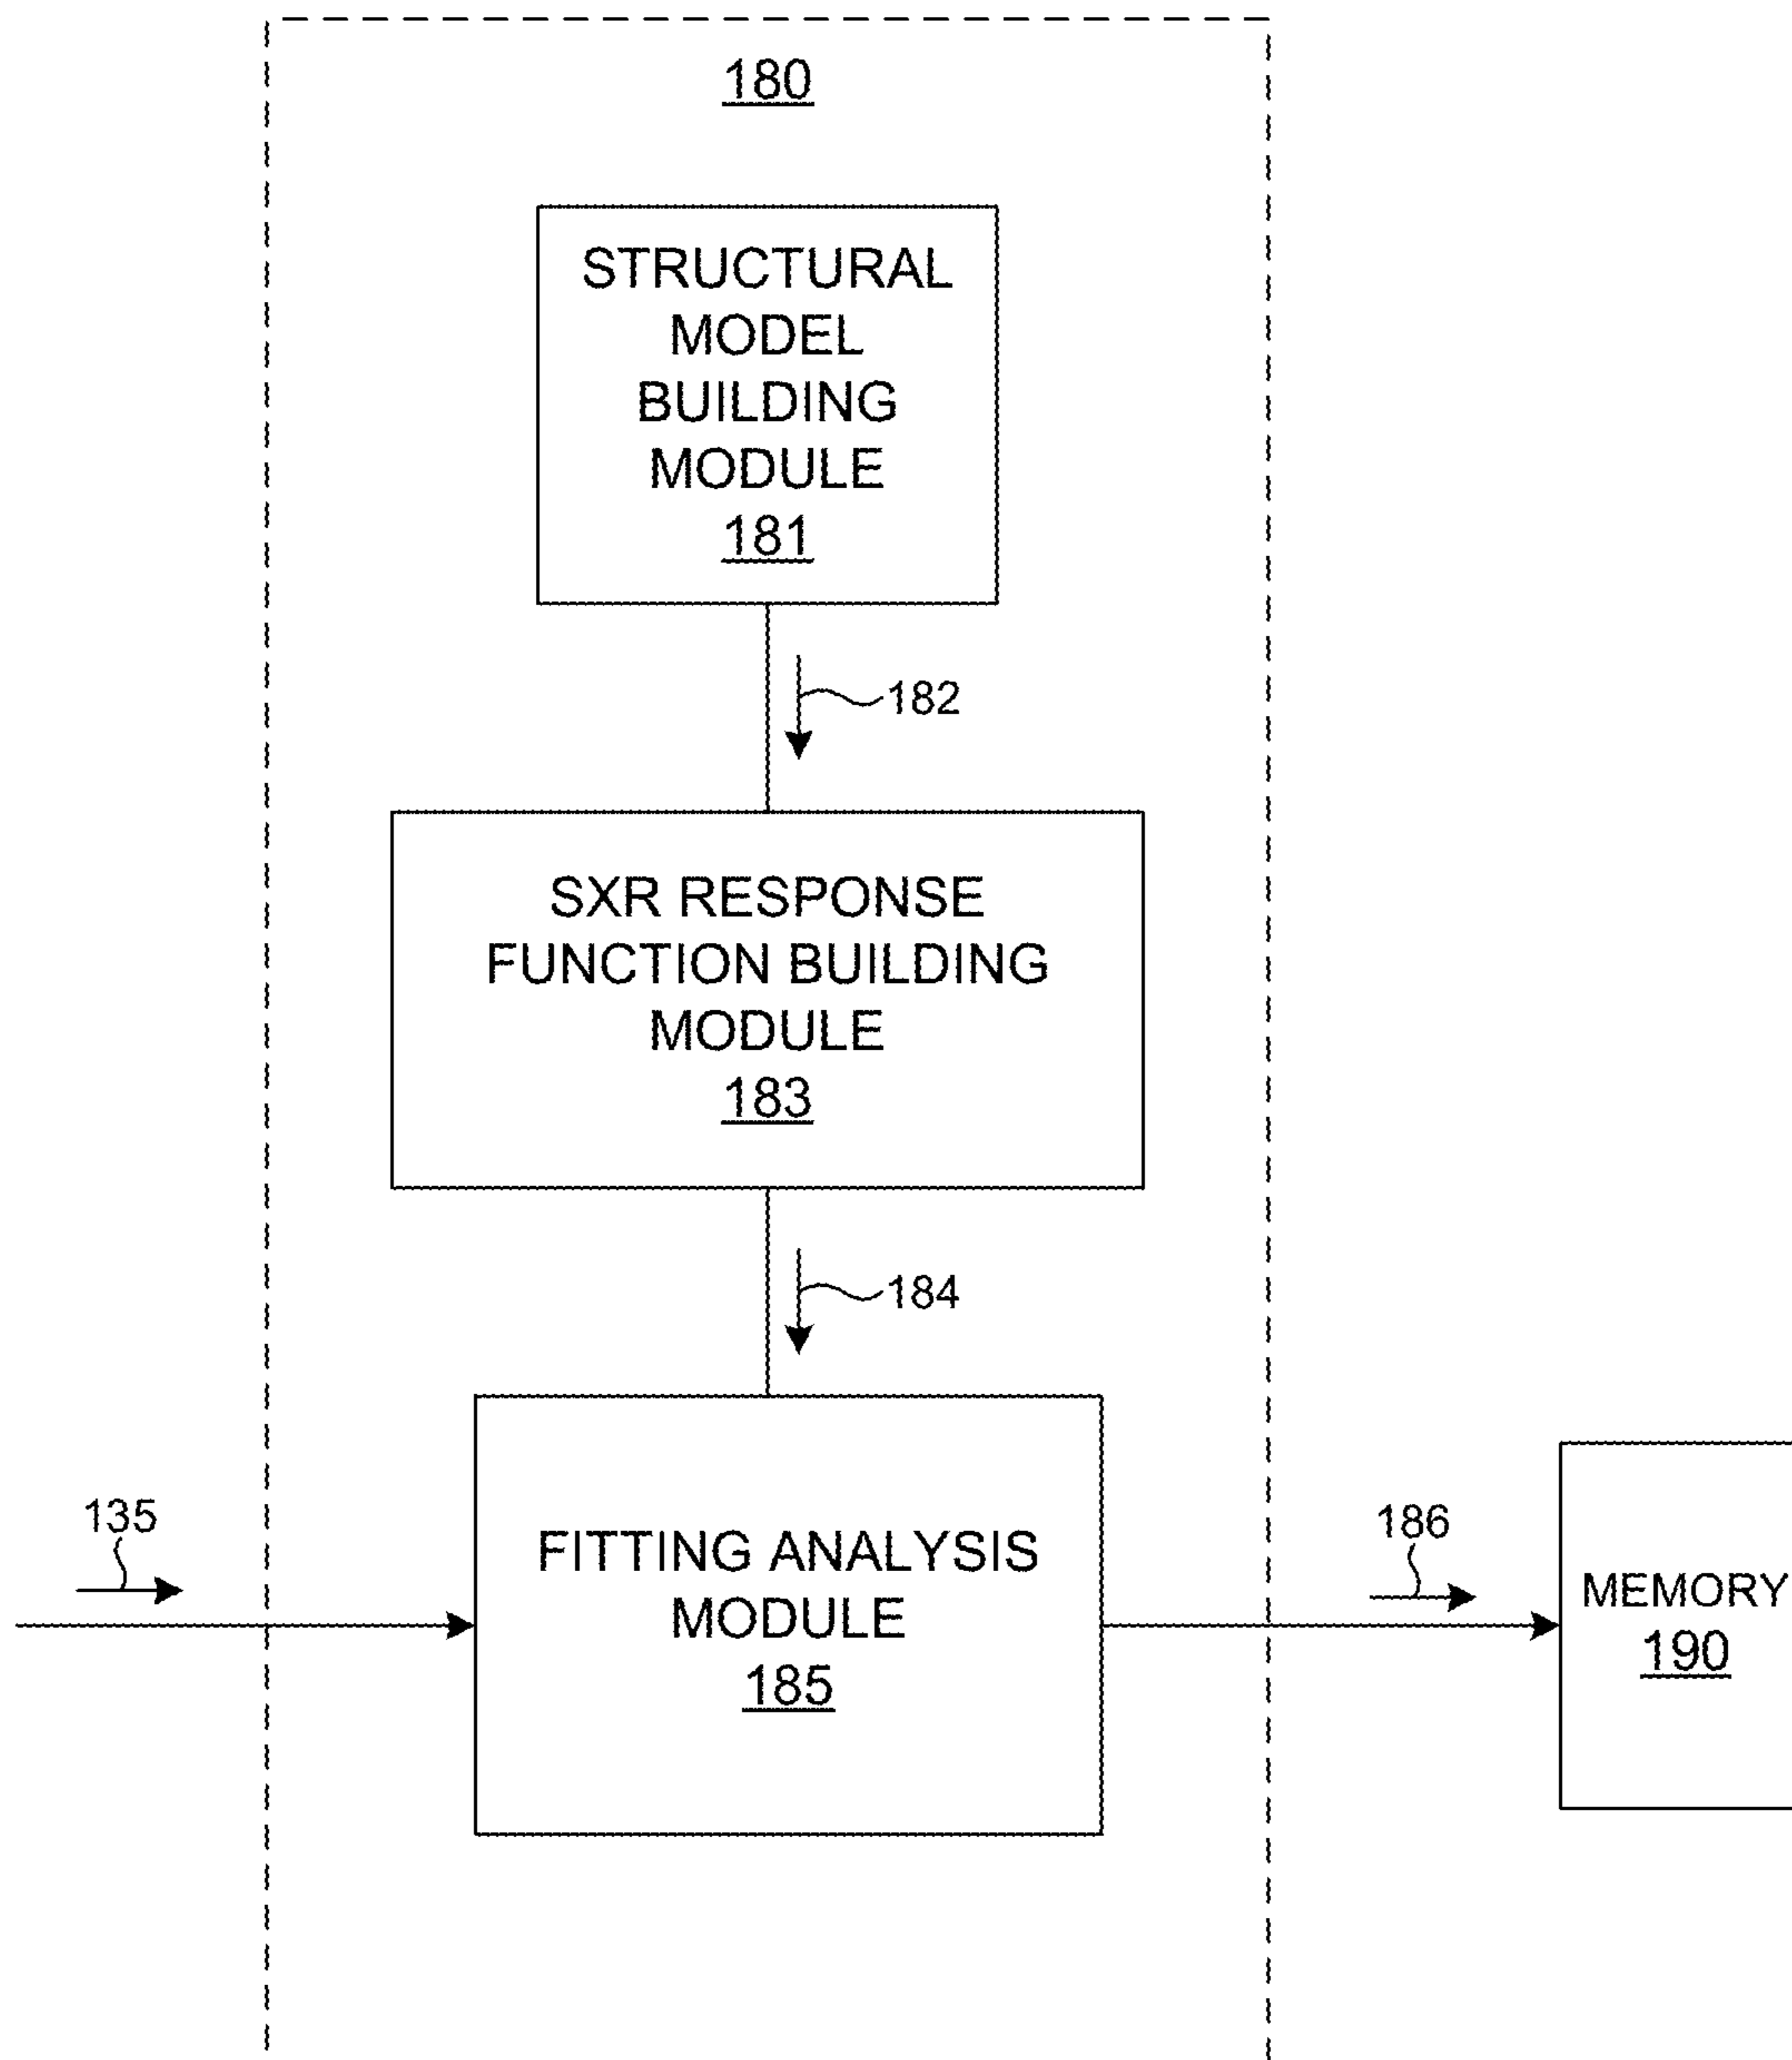 180
STRUCTURAL
MODEL
BUILDING
MODULE
181
182
SXR RESPONSE
FUNCTION BUILDING
MODULE
183
184
135
FITTING ANALYSIS
MODULE
185
186
MEMORY
190